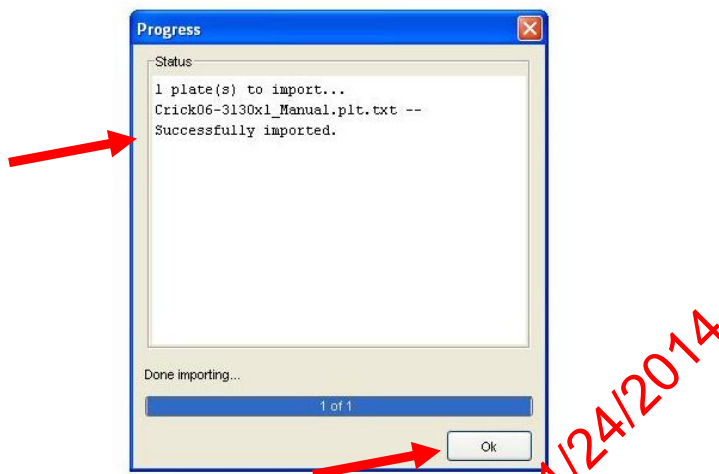 Progress
Status
1 plate(s) to import...
Crick06-3130xl_Manual.plt.txt --
Successfully imported.
Done importing...
1 of 1
Ok
/24/2014